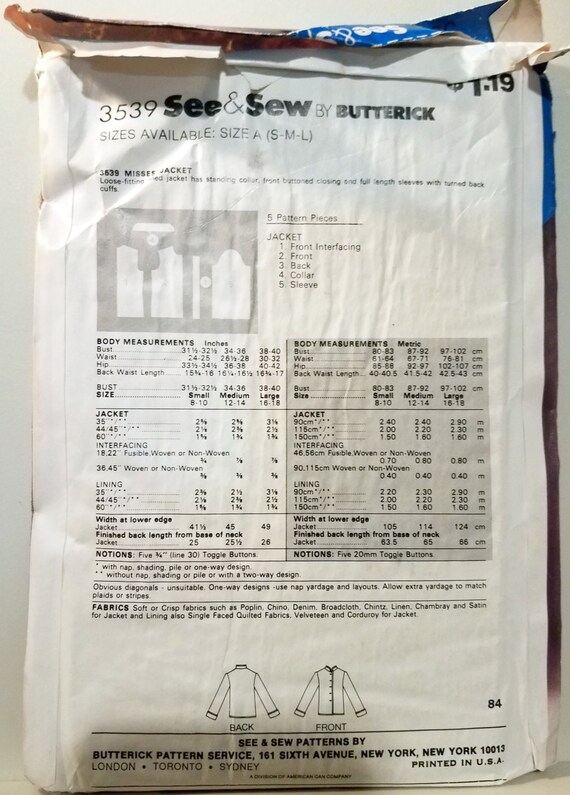 See&S
$1.19
3539 See&Sew BY BUTTERICK
SIZES AVAILABLE: SIZE A (S-M-L)
3539 MISSES' JACKET
Loose-fitting jacket has standing collar, front buttoned closing and full length sleeves with turned back
cuffs.
5 Pattern Pieces
JACKET
1. Front Interfacing
2. Front
3. Back
4. Collar
5. Sleeve
BODY MEASUREMENTS Inches
Bust 31½-32½ 34-36 38-40
Waist 24-25 26½-28 30-32
Hip 33½-34½ 36-38 40-42
Back Waist Length 15¾-16 16¼-16½ 16¾-17
BUST 31½-32½ 34-36 38-40
SIZE Small Medium Large
8-10 12-14 16-18
JACKET
35"*/**
44/45"*/**
60"*/**
INTERFACING
18,22" Fusible,Woven or Non-Woven
36,45" Woven or Non-Woven
LINING
35"*/**
44/45"*/**
60"*/**
Width at lower edge
Jacket 41½ 45 49
Finished back length from base of neck
Jacket 25 25½ 26
NOTIONS: Five ¾" (line 30) Toggle Buttons.
BODY MEASUREMENTS Metric
Bust 80-83 87-92 97-102 cm
Waist 61-64 67-71 76-81 cm
Hip 85-88 92-97 102-107 cm
Back Waist Length 40-40.5 41.5-42 42.5-43 cm
BUST 80-83 87-92 97-102 cm
Size Small Medium Large
8-10 12-14 16-18
JACKET
90cm*/** 2.40 2.40 2.90 m
115cm*/** 2.00 2.20 2.30 m
150cm*/** 1.50 1.60 1.60 m
INTERFACING
46,56cm Fusible,Woven or Non-Woven
0.70 0.80 0.80 m
90,115cm Woven or Non-Woven
0.40 0.40 0.40 m
LINING
90cm*/** 2.20 2.30 2.90 m
115cm*/** 2.00 2.20 2.30 m
150cm*/** 1.50 1.60 1.60 m
Width at lower edge
Jacket 105 114 124 cm
Finished back length from base of neck
Jacket 63.5 65 66 cm
NOTIONS: Five 20mm Toggle Buttons.
* with nap, shading, pile or one-way design.
** without nap, shading or pile or with a two-way design.
Obvious diagonals - unsuitable. One-way designs -use nap yardage and layouts. Allow extra yardage to match
plaids or stripes.
FABRICS Soft or Crisp fabrics such as Poplin, Chino, Denim, Broadcloth, Chintz, Linen, Chambray and Satin
for Jacket and Lining also Single Faced Quilted Fabrics, Velveteen and Corduroy for Jacket.
84
BACK FRONT
SEE & SEW PATTERNS BY
BUTTERICK PATTERN SERVICE, 161 SIXTH AVENUE, NEW YORK, NEW YORK 10013
LONDON • TORONTO • SYDNEY PRINTED IN U.S.A.
A DIVISION OF AMERICAN CAN COMPANY